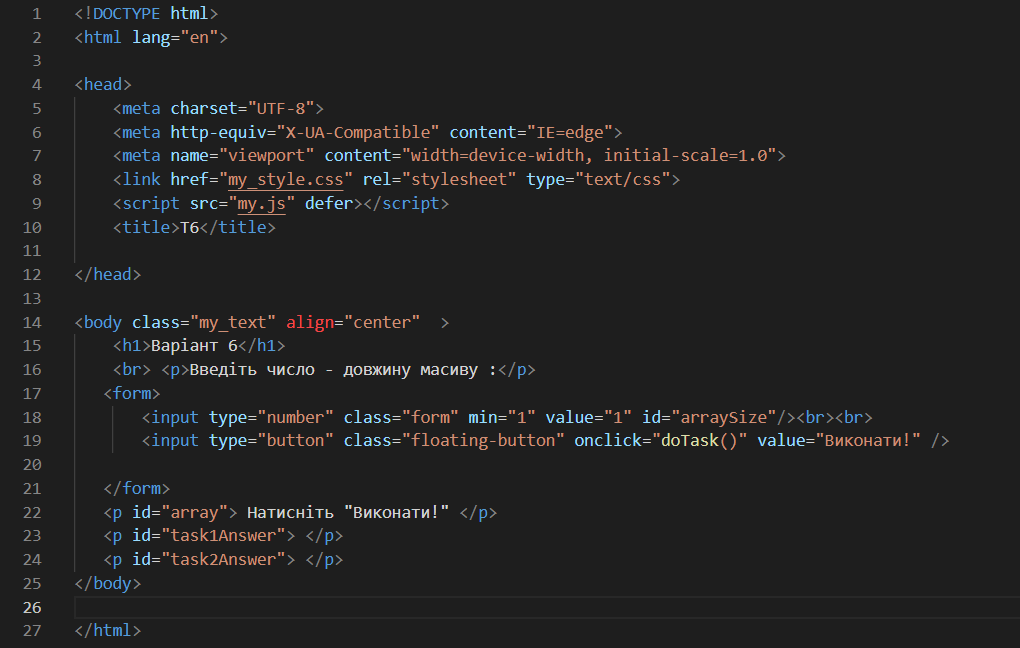 1 <!DOCTYPE html>
2 <html lang="en">
3
4 <head>
5     <meta charset="UTF-8">
6     <meta http-equiv="X-UA-Compatible" content="IE=edge">
7     <meta name="viewport" content="width=device-width, initial-scale=1.0">
8     <link href="my_style.css" rel="stylesheet" type="text/css">
9     <script src="my.js" defer></script>
10     <title>T6</title>
11
12 </head>
13
14 <body class="my_text" align="center"  >
15     <h1>Варіант 6</h1>
16     <br> <p>Введіть число - довжину масиву :</p>
17    <form>
18        <input type="number" class="form" min="1" value="1" id="arraySize"/><br><br>
19        <input type="button" class="floating-button" onclick="doTask()" value="Виконати!" />
20
21    </form>
22    <p id="array"> Натисніть "Виконати!" </p>
23    <p id="task1Answer"> </p>
24    <p id="task2Answer"> </p>
25 </body>
26
27 </html>